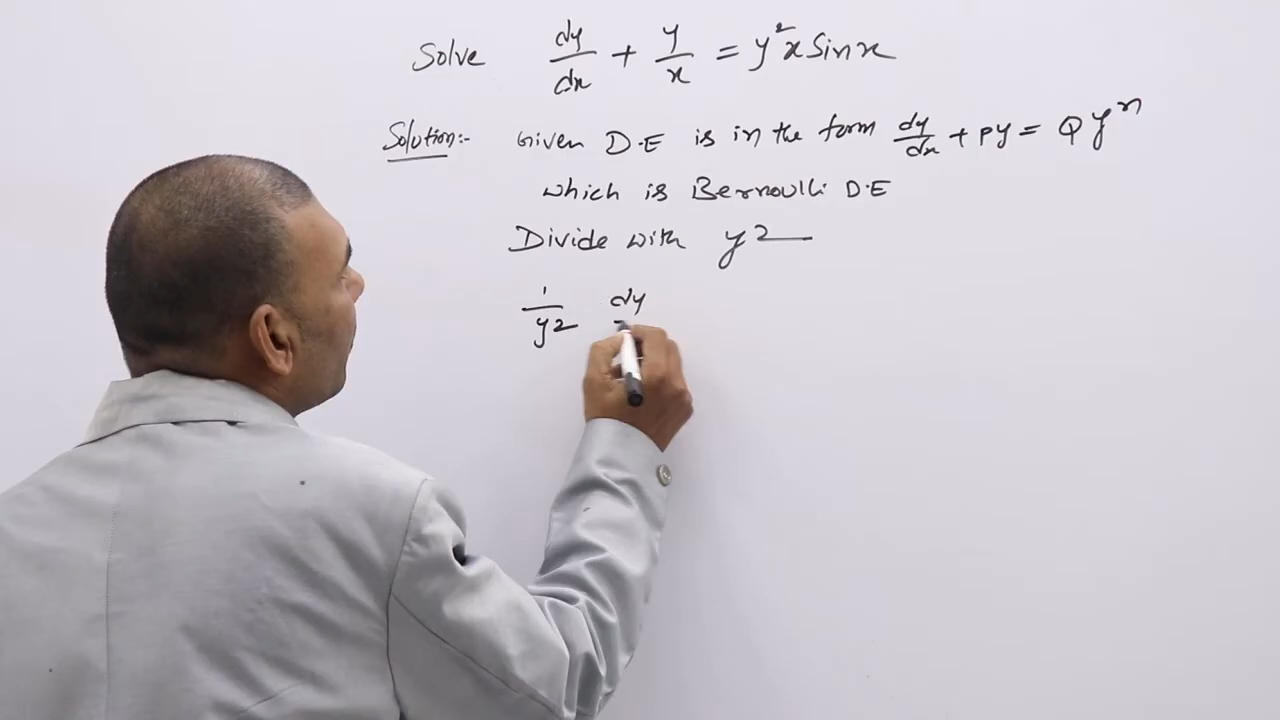 Solve dy/dx + y/x = y²x Sin x
Solution:- Given D.E is in the form dy/dx + Py = Q yⁿ
which is Bernoulli D.E
Divide with y2
1/y2 dy